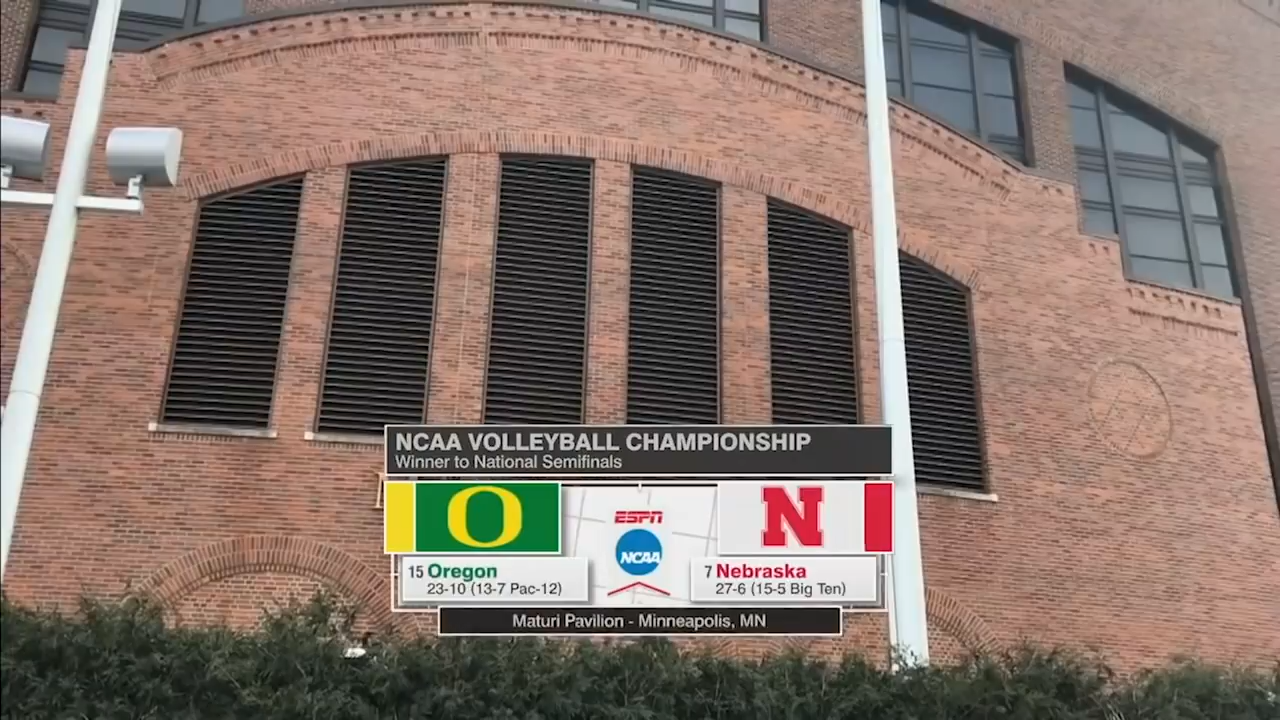 NCAA VOLLEYBALL CHAMPIONSHIP
Winner to National Semifinals
O
N
ESPN
NCAA
15 Oregon
23-10 (13-7 Pac-12)
7 Nebraska
27-6 (15-5 Big Ten)
Maturi Pavilion - Minneapolis, MN